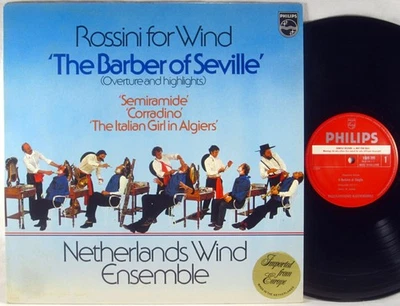 PHILIPS
Rossini for Wind
'The Barber of Seville'
(Overture and highlights)
'Semiramide'
'Corradino'
'The Italian Girl in Algiers'
Netherlands Wind
Ensemble
Imported
from
Europe
PHILIPS
1